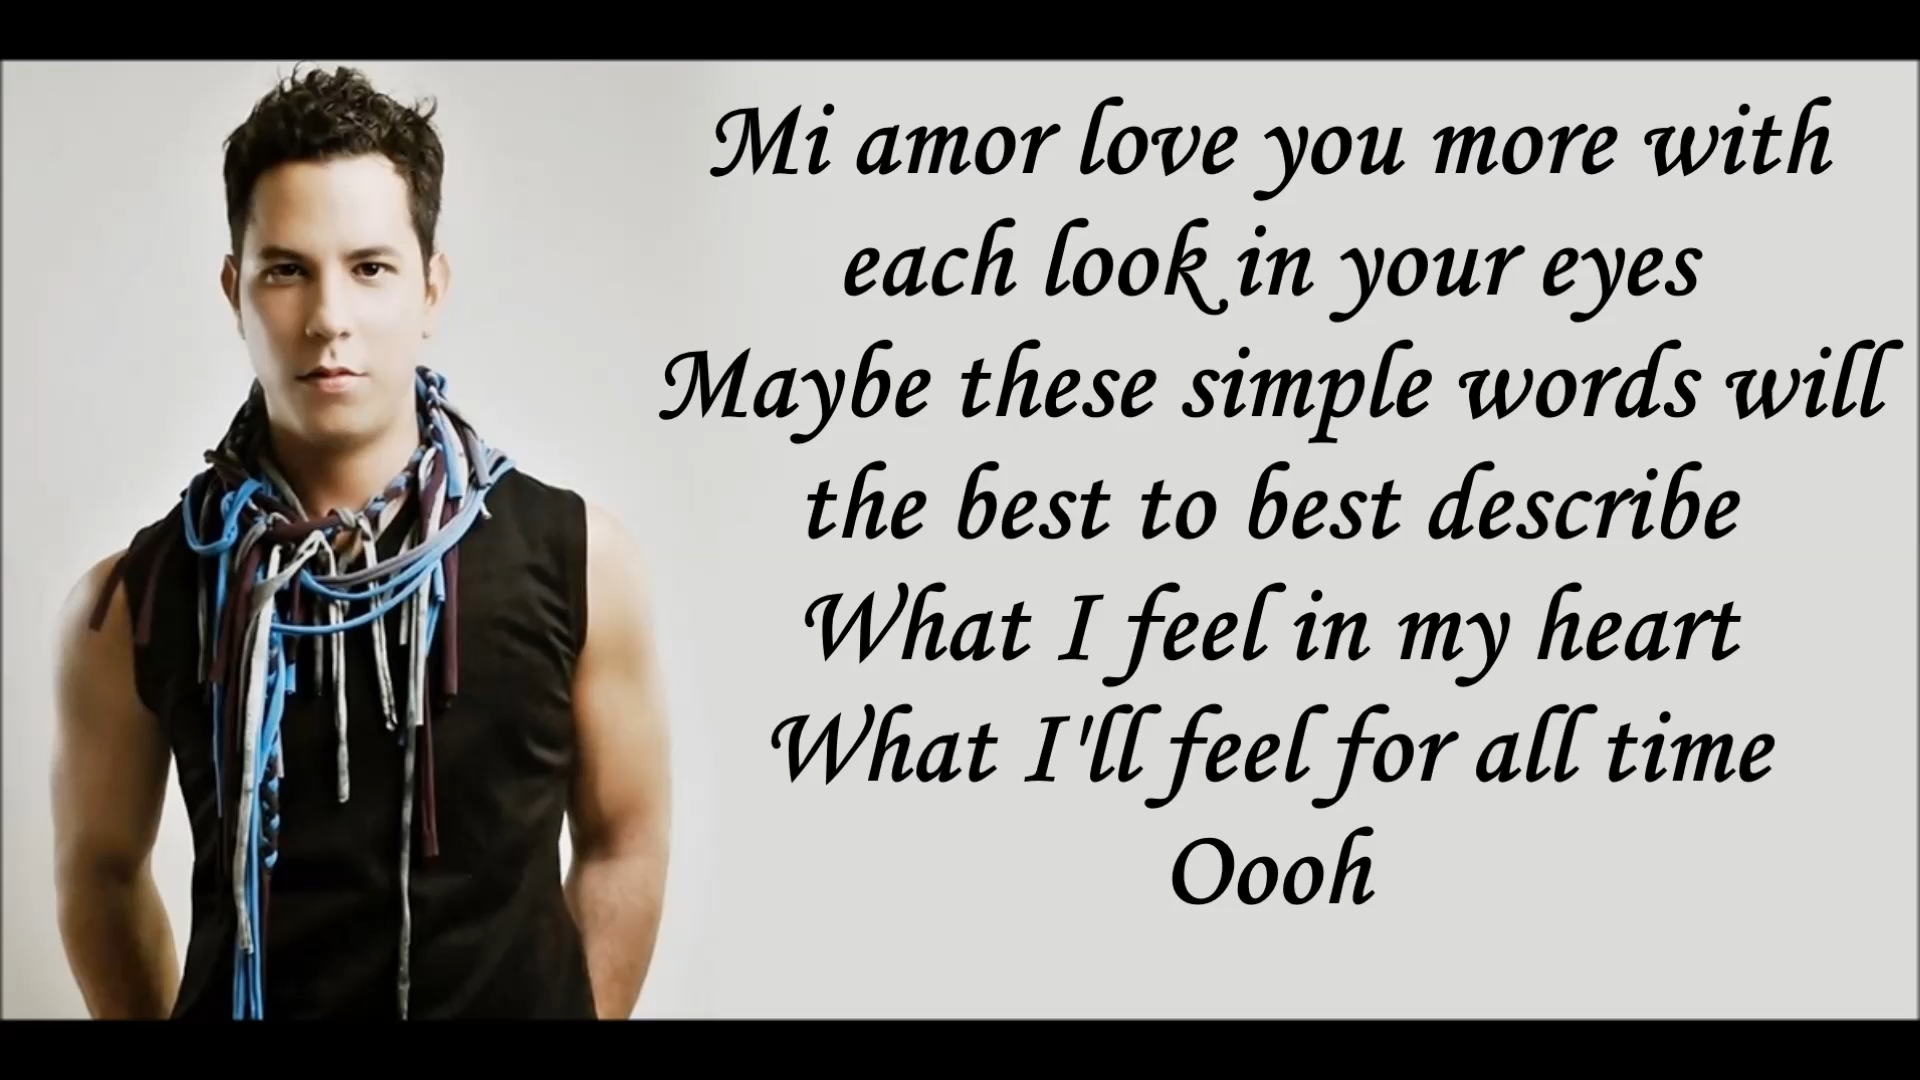 Mi amor love you more with
each look in your eyes
Maybe these simple words will
the best to best describe
What I feel in my heart
What I'll feel for all time
Oooh